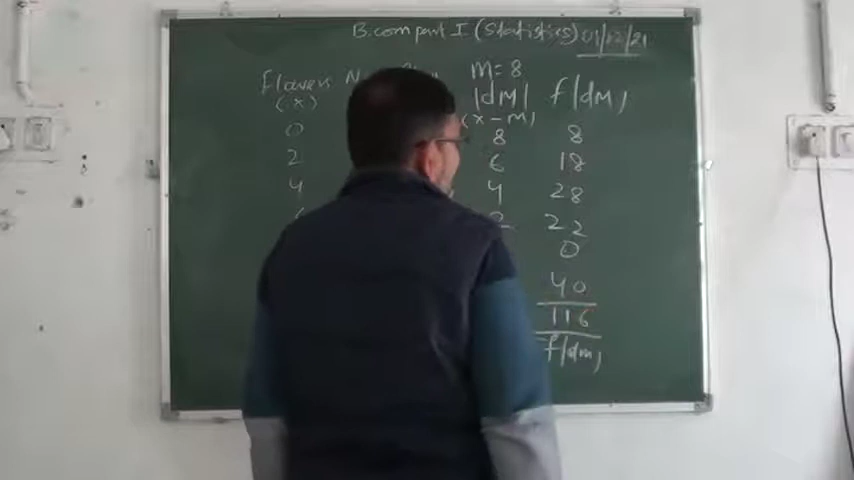 B.com part I (Statistics) 01/12/21
Flowers m=8
(x) |dm| f|dm|
(x-m)
0 8 8
2 6 18
4 4 28
2 22
0
40
116
f|dm|